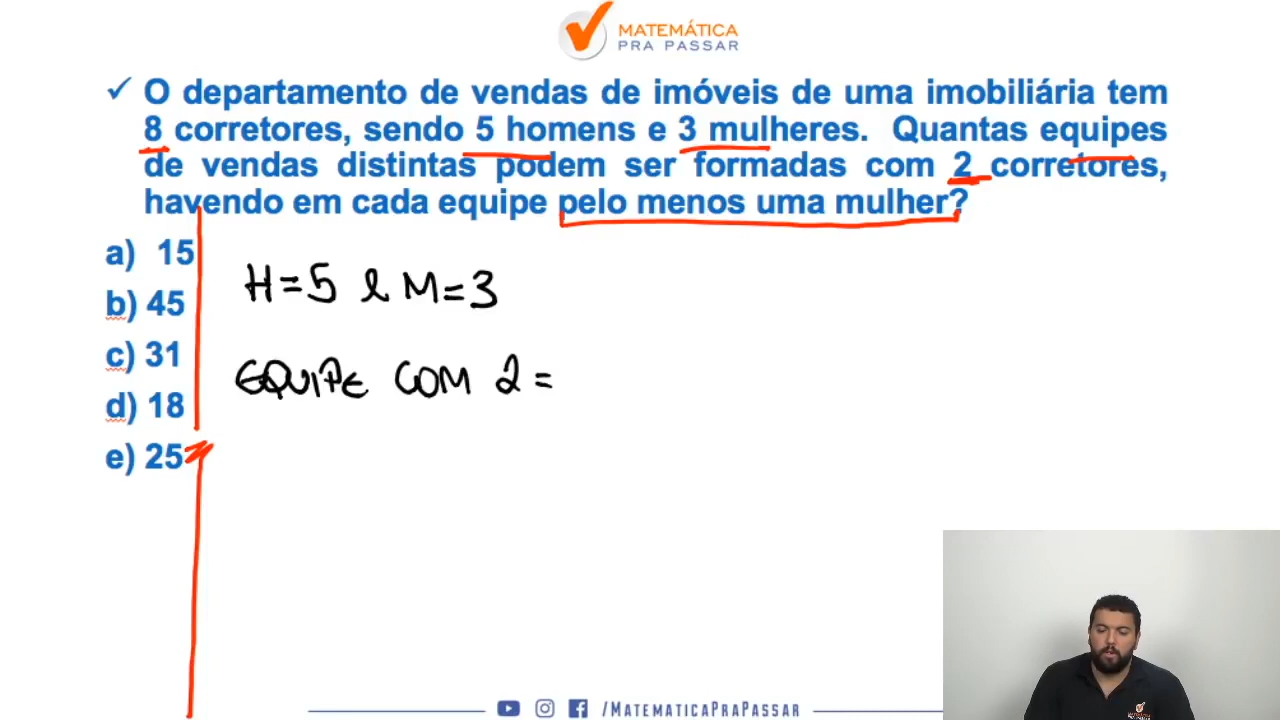 MATEMÁTICA
PRA PASSAR
✓ O departamento de vendas de imóveis de uma imobiliária tem
8 corretores, sendo 5 homens e 3 mulheres. Quantas equipes
de vendas distintas podem ser formadas com 2 corretores,
havendo em cada equipe pelo menos uma mulher?
a) 15
b) 45
c) 31
d) 18
e) 25
H=5 e M=3
EQUIPE COM 2=
/MATEMATICAPRAPASSAR